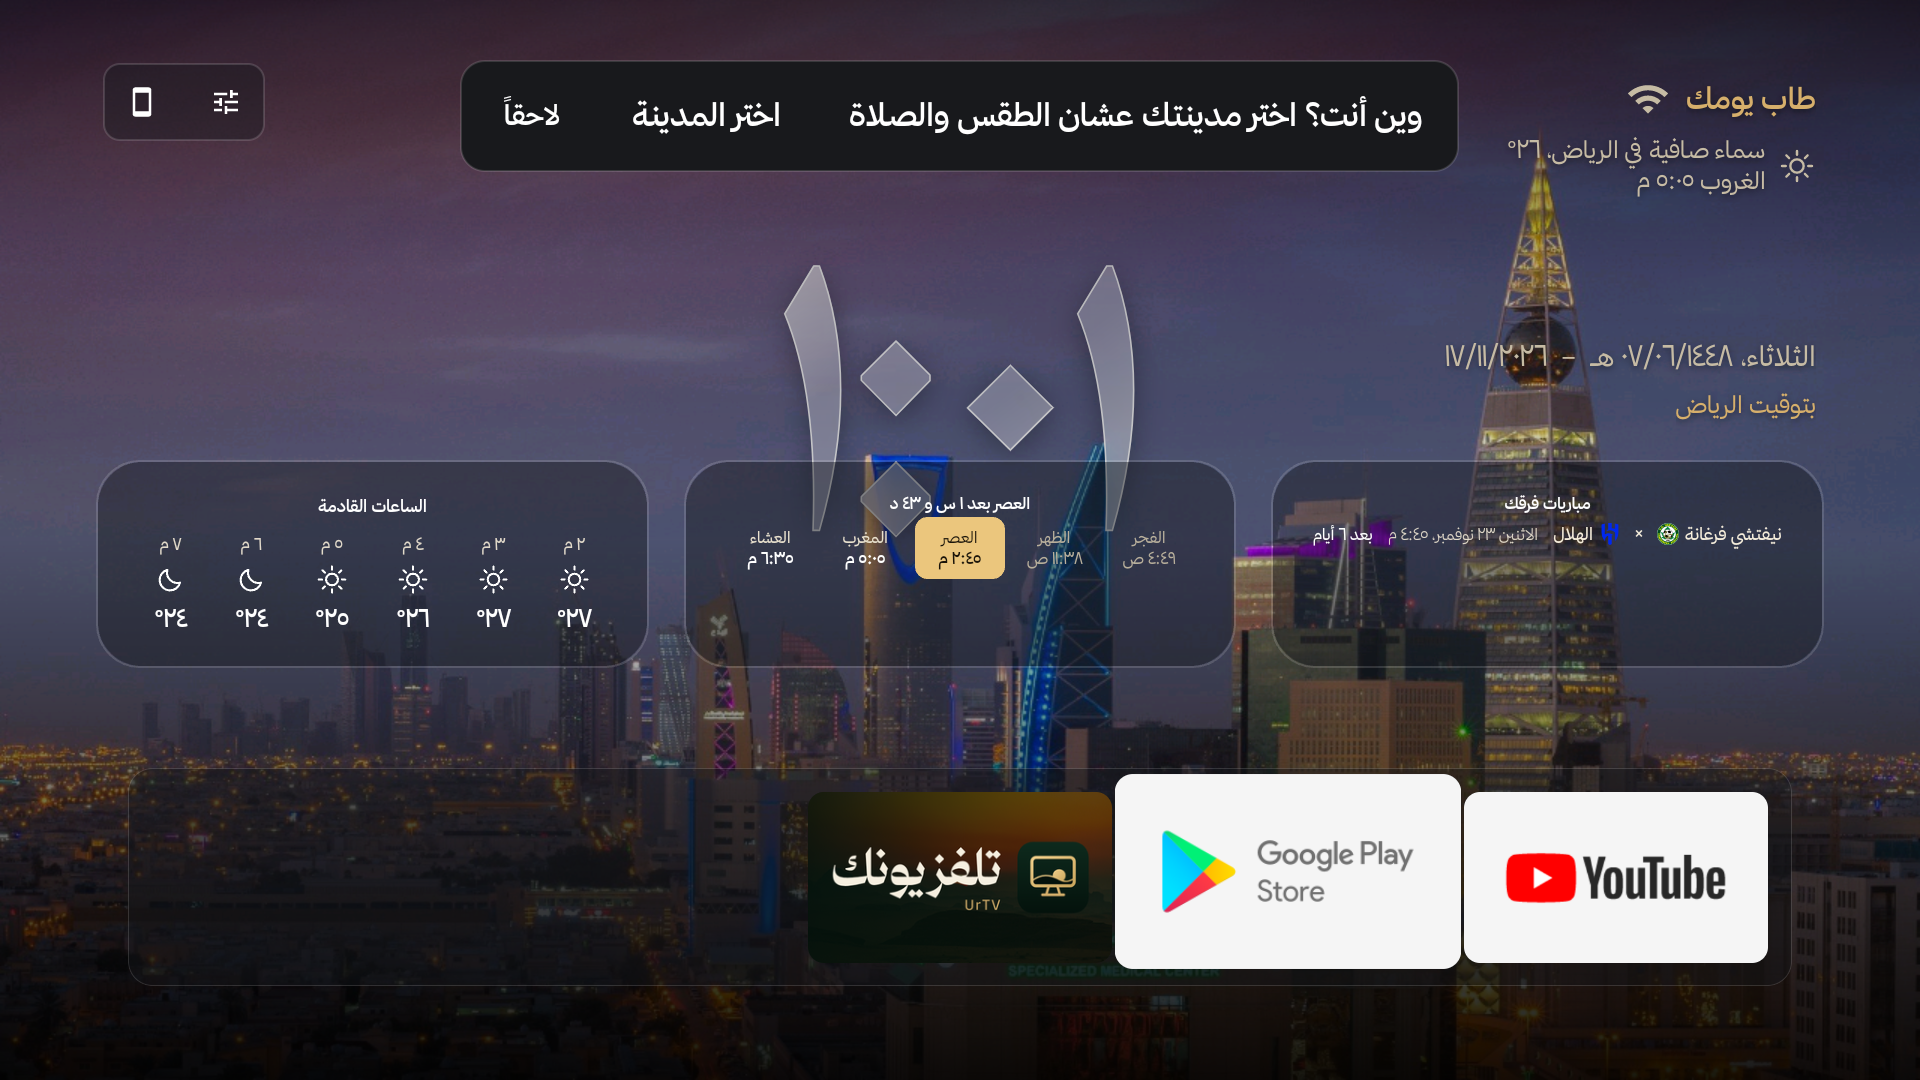 طاب يومك
سماء صافية في الرياض، ٢٦°
الغروب ٥:٠٥ م
وين أنت؟ اختر مدينتك عشان الطقس والصلاة
اختر المدينة
لاحقاً
١:٠١
الثلاثاء، ٠٧/٠٦/١٤٤٨ هـ – ١٧/١١/٢٠٢٦
بتوقيت الرياض
مباريات فرقك
نيفتشي فرغانة × الهلال الاثنين ٢٣ نوفمبر، ٤:٤٥ م بعد ٦ أيام
العصر بعد ١ س و ٤٣ د
الفجر الظهر العصر المغرب العشاء
٤:٤٩ ص ١١:٣٨ ص ٢:٤٥ م ٥:٠٥ م ٦:٣٥ م
الساعات القادمة
٢ م ٣ م ٤ م ٥ م ٦ م ٧ م
٢٧° ٢٧° ٢٦° ٢٥° ٢٤° ٢٤°
YouTube
Google Play
Store
تلفزيونك
UrTV
SPECIALIZED MEDICAL CENTER